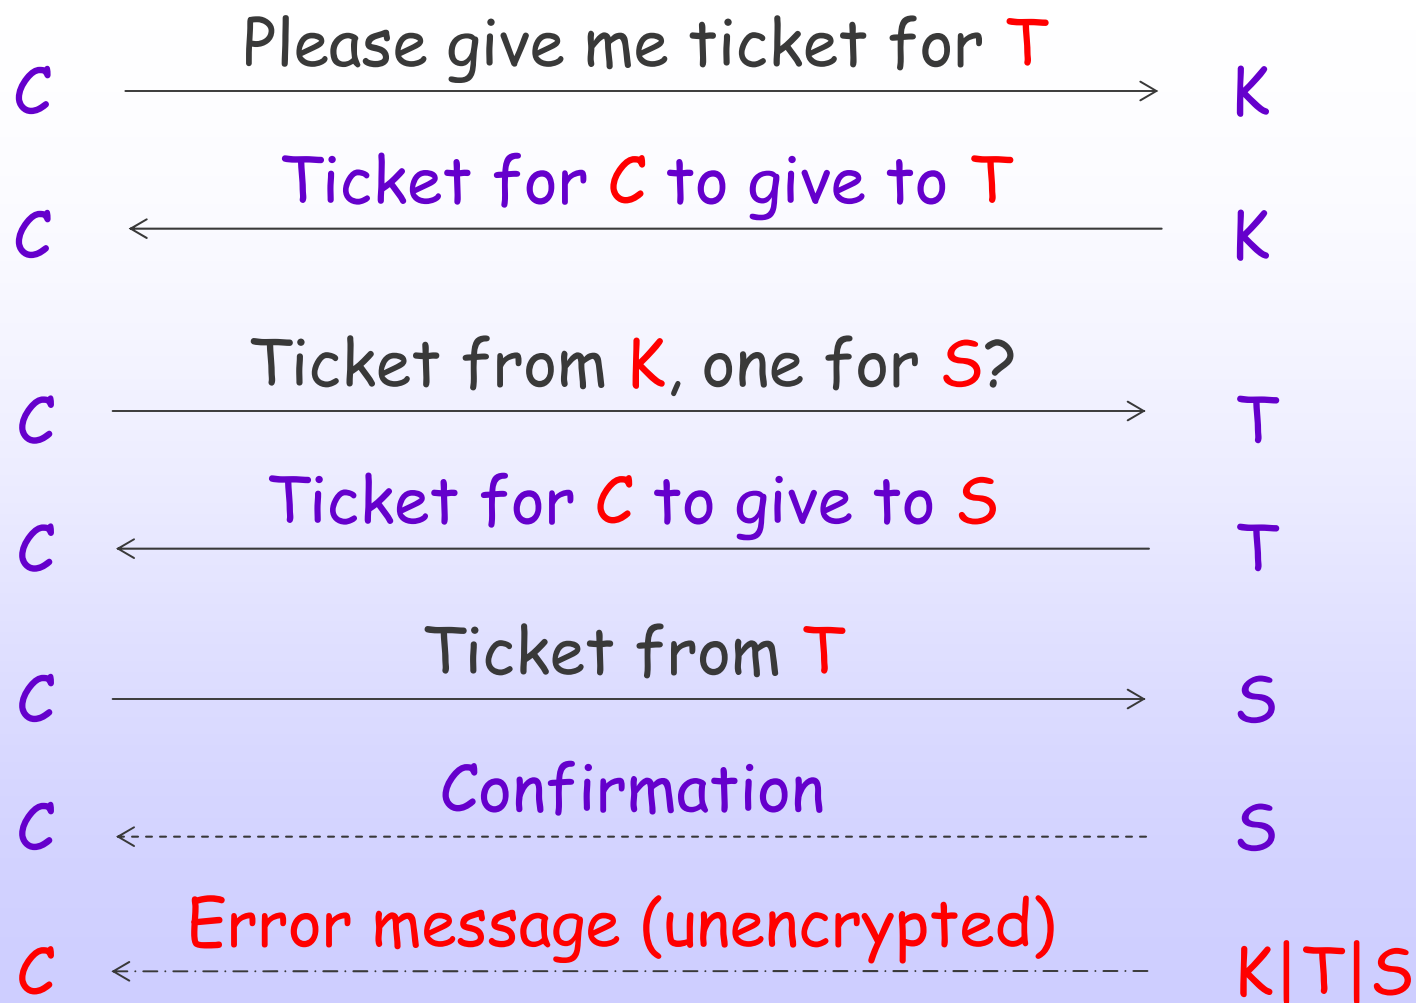 Please give me ticket for T
C K
Ticket for C to give to T
C K
Ticket from K, one for S?
C T
Ticket for C to give to S
C T
Ticket from T
C S
Confirmation
C S
Error message (unencrypted)
C K|T|S